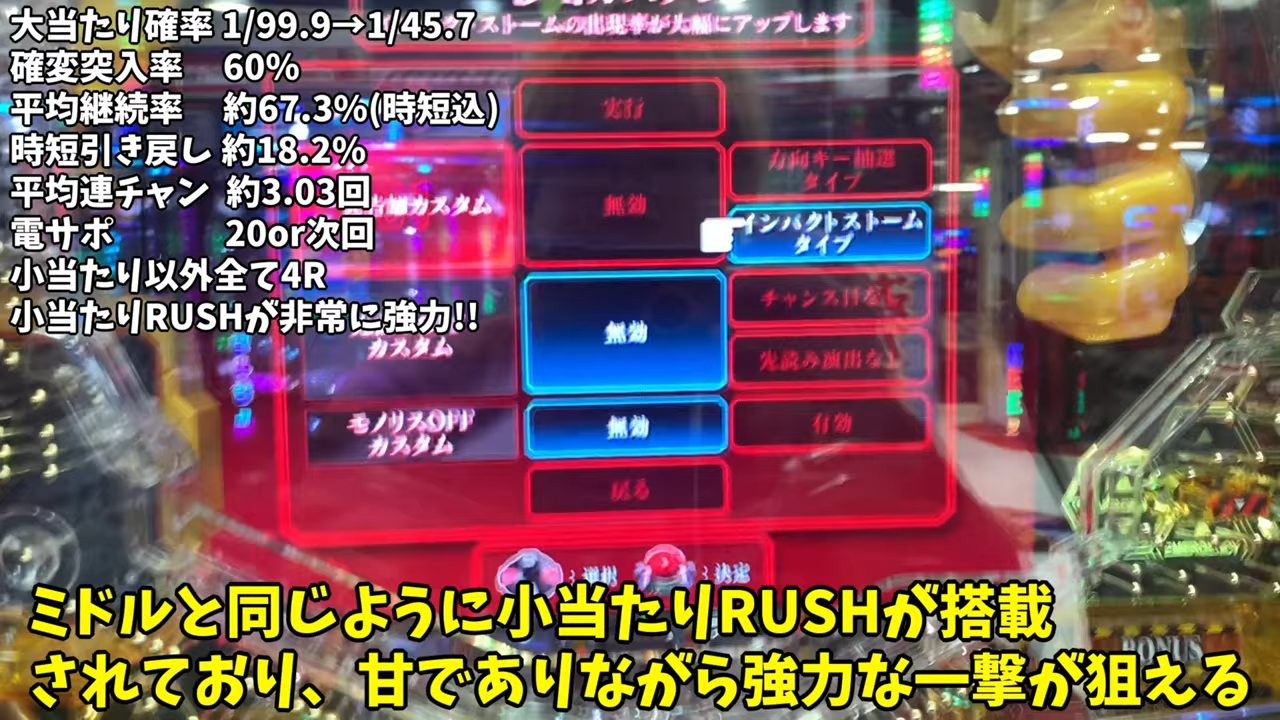 大当たり確率 1/99.9→1/45.7
確変突入率 60%
平均継続率 約67.3%(時短込)
時短引き戻し 約18.2%
平均連チャン 約3.03回
電サポ 20or次回
小当たり以外全て4R
小当たりRUSHが非常に強力!!
ストームの出現率が大幅にアップします
実行
カスタム
無効
方向キー抽選
タイプ
インパクトストーム
タイプ
カスタム
無効
チャンス目なし
先読み演出なし
モノリスOFF
カスタム
無効
有効
戻る
:選択
:決定
EMERGENCY
BONUS
ミドルと同じように小当たりRUSHが搭載
されており、甘でありながら強力な一撃が狙える